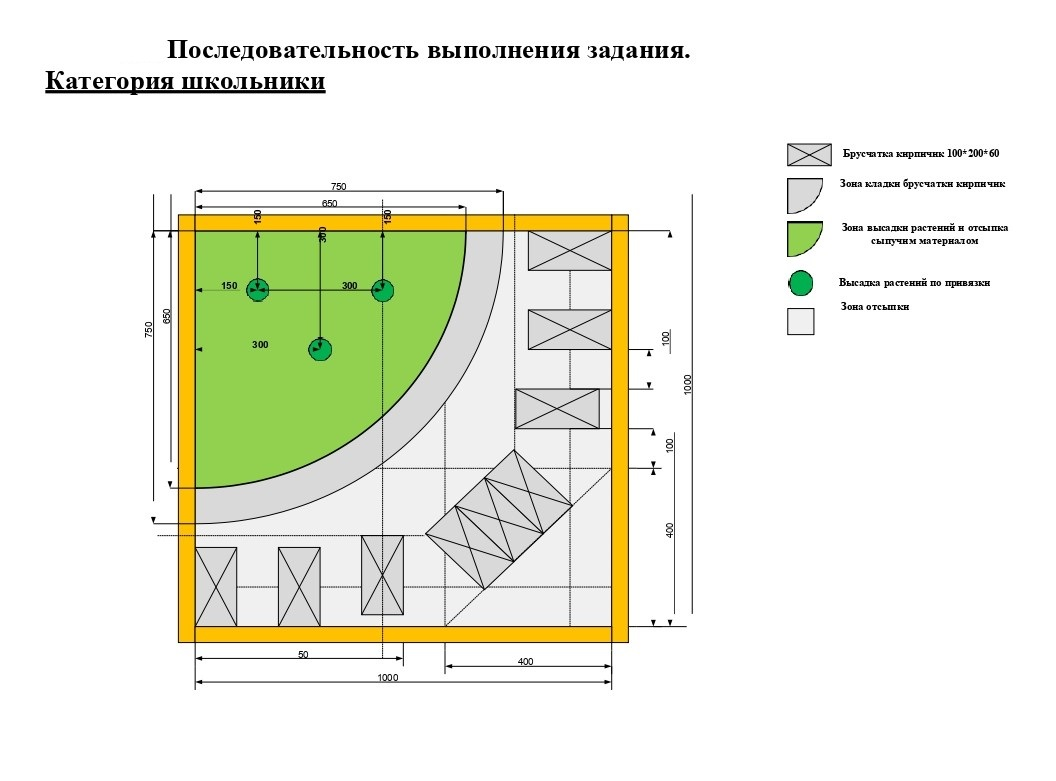 Последовательность выполнения задания.
Категория школьники
Брусчатка кирпичик 100*200*60
Зона кладки брусчатки кирпичик
Зона высадки растений и отсыпка
сыпучим материалом
Высадка растений по привязки
Зона отсыпки
750
650
150
300
150
150
300
300
750
650
100
1000
100
400
50
400
1000